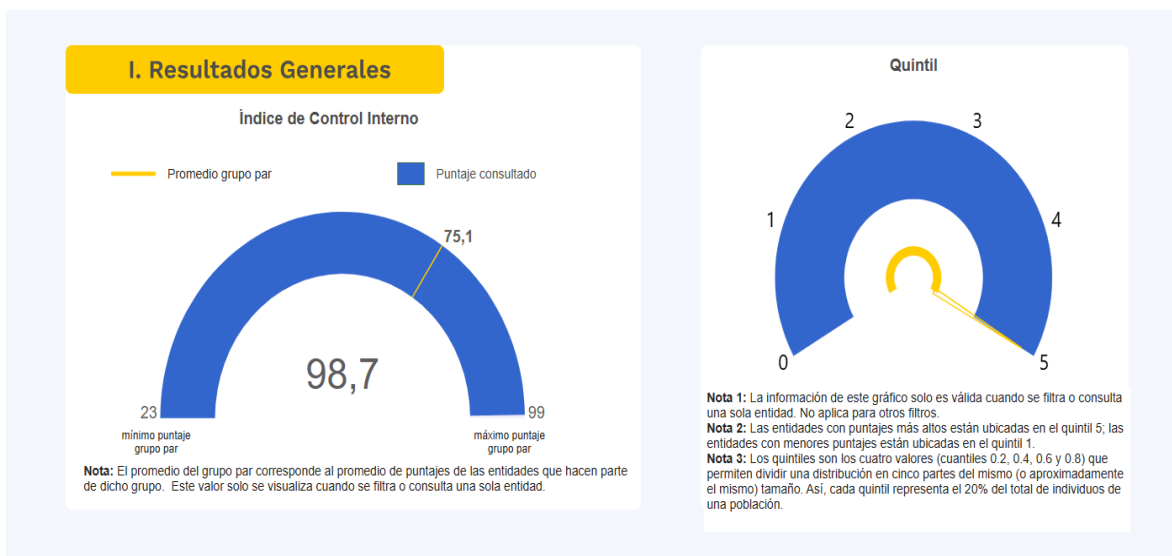 I. Resultados Generales
Índice de Control Interno
Promedio grupo par
Puntaje consultado
75,1
98,7
23
99
mínimo puntaje
grupo par
máximo puntaje
grupo par
Nota: El promedio del grupo par corresponde al promedio de puntajes de las entidades que hacen parte
de dicho grupo. Este valor solo se visualiza cuando se filtra o consulta una sola entidad.
Quintil
2
3
1
4
0
5
Nota 1: La información de este gráfico solo es válida cuando se filtra o consulta
una sola entidad. No aplica para otros filtros.
Nota 2: Las entidades con puntajes más altos están ubicadas en el quintil 5; las
entidades con menores puntajes están ubicadas en el quintil 1.
Nota 3: Los quintiles son los cuatro valores (cuantiles 0.2, 0.4, 0.6 y 0.8) que
permiten dividir una distribución en cinco partes del mismo (o aproximadamente
el mismo) tamaño. Así, cada quintil representa el 20% del total de individuos de
una población.